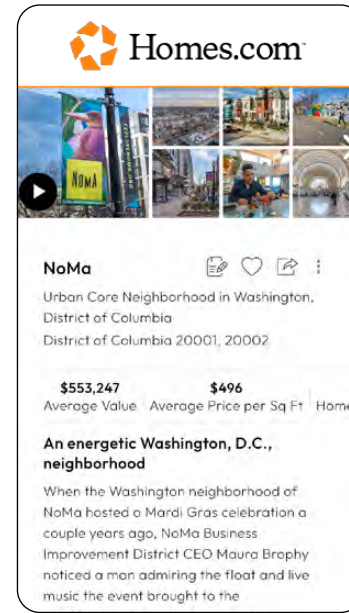 Homes.com
NOMA
NoMa
Urban Core Neighborhood in Washington,
District of Columbia
District of Columbia 20001, 20002
$553,247
$496
Average Value
Average Price per Sq Ft
Home
An energetic Washington, D.C.,
neighborhood
When the Washington neighborhood of
NoMa hosted a Mardi Gras celebration a
couple years ago, NoMa Business
Improvement District CEO Maura Brophy
noticed a man admiring the float and live
music the event brought to the